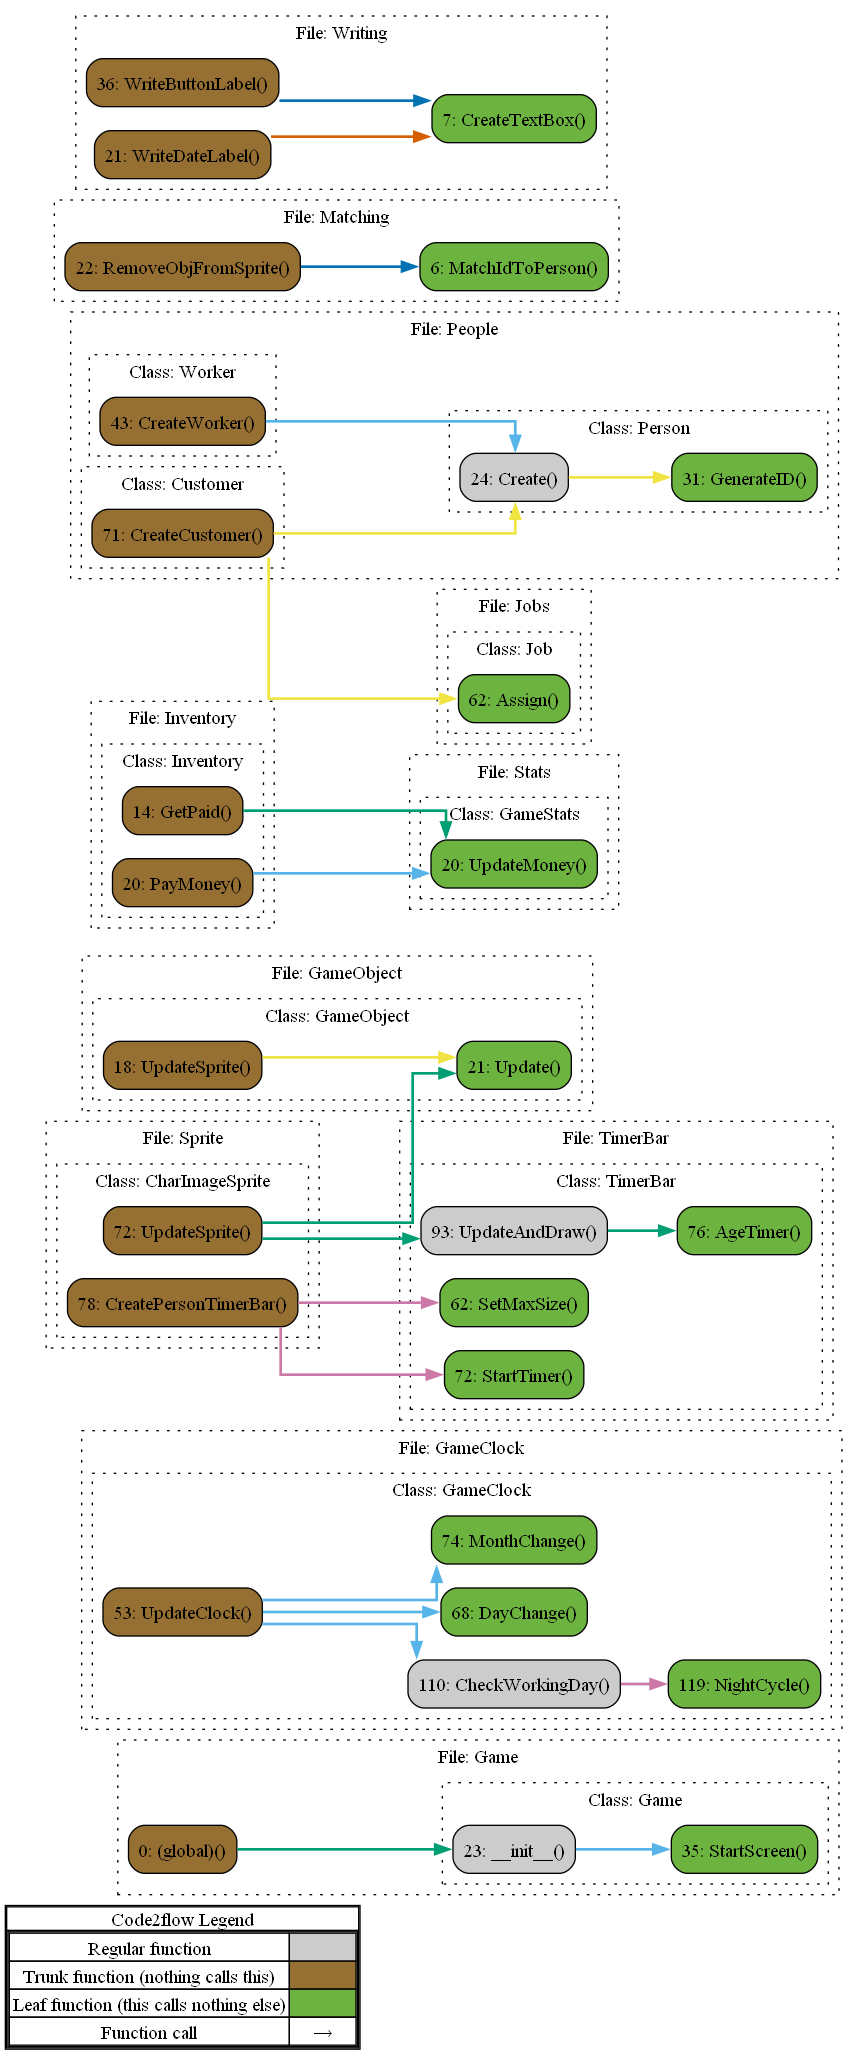 File: Writing
36: WriteButtonLabel()
7: CreateTextBox()
21: WriteDateLabel()
File: Matching
22: RemoveObjFromSprite()
6: MatchIdToPerson()
File: People
Class: Worker
43: CreateWorker()
Class: Person
24: Create()
31: GenerateID()
Class: Customer
71: CreateCustomer()
File: Jobs
Class: Job
62: Assign()
File: Inventory
Class: Inventory
14: GetPaid()
20: PayMoney()
File: Stats
Class: GameStats
20: UpdateMoney()
File: GameObject
Class: GameObject
18: UpdateSprite()
21: Update()
File: Sprite
Class: CharImageSprite
72: UpdateSprite()
78: CreatePersonTimerBar()
File: TimerBar
Class: TimerBar
93: UpdateAndDraw()
76: AgeTimer()
62: SetMaxSize()
72: StartTimer()
File: GameClock
Class: GameClock
74: MonthChange()
53: UpdateClock()
68: DayChange()
110: CheckWorkingDay()
119: NightCycle()
File: Game
Class: Game
0: (global)()
23: __init__()
35: StartScreen()
Code2flow Legend
Regular function
Trunk function (nothing calls this)
Leaf function (this calls nothing else)
Function call →